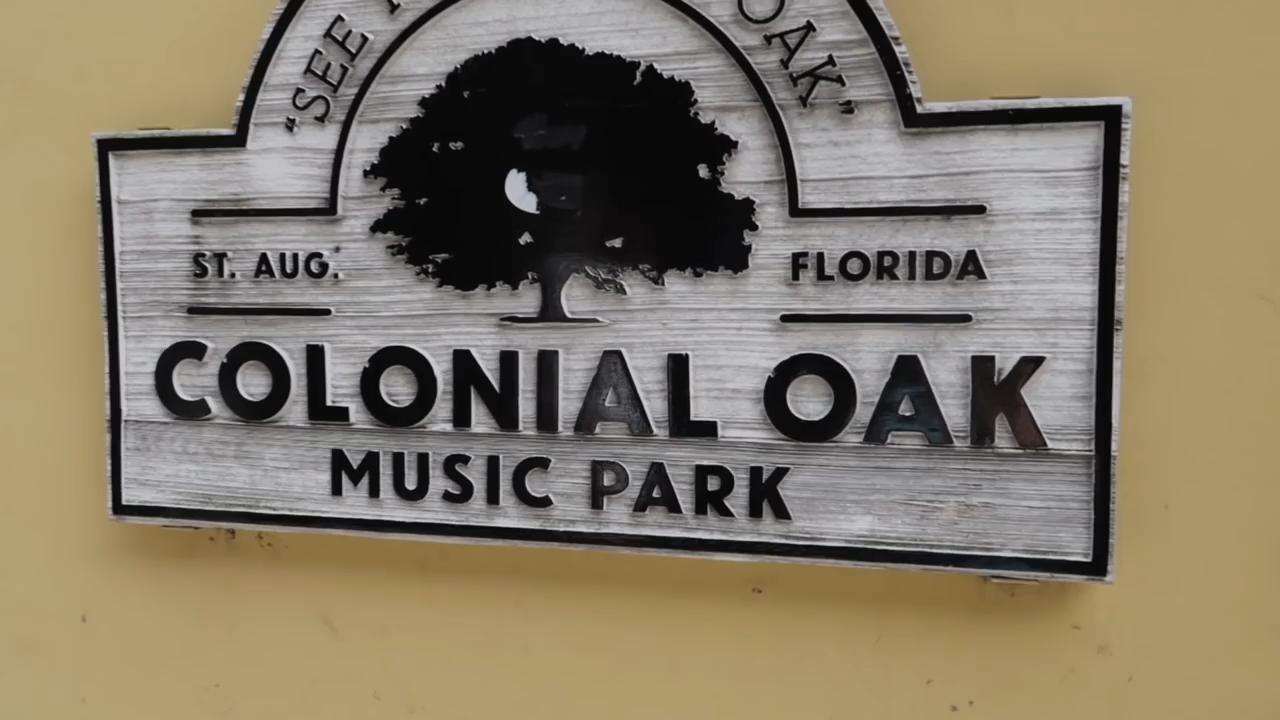 "SEE
OAK"
ST. AUG.
FLORIDA
COLONIAL OAK
MUSIC PARK